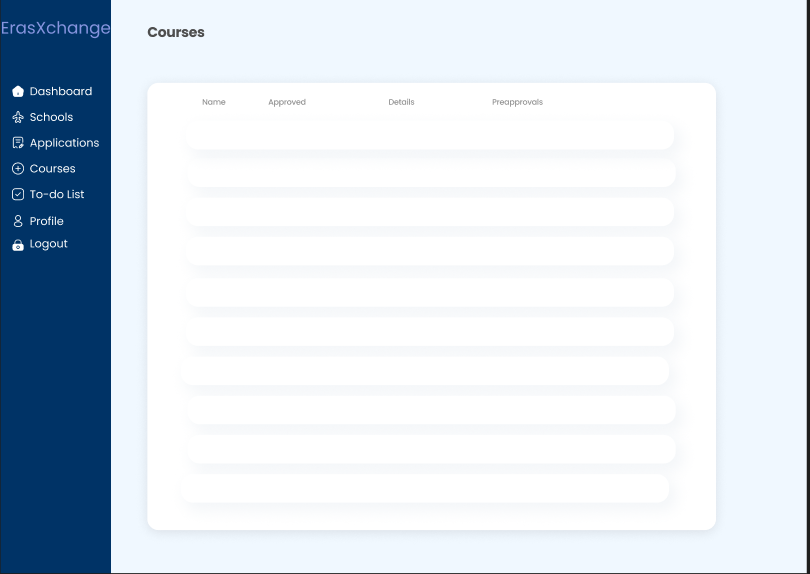 ErasXchange
Courses
Dashboard
Schools
Applications
Courses
To-do List
Profile
Logout
Name Approved Details Preapprovals